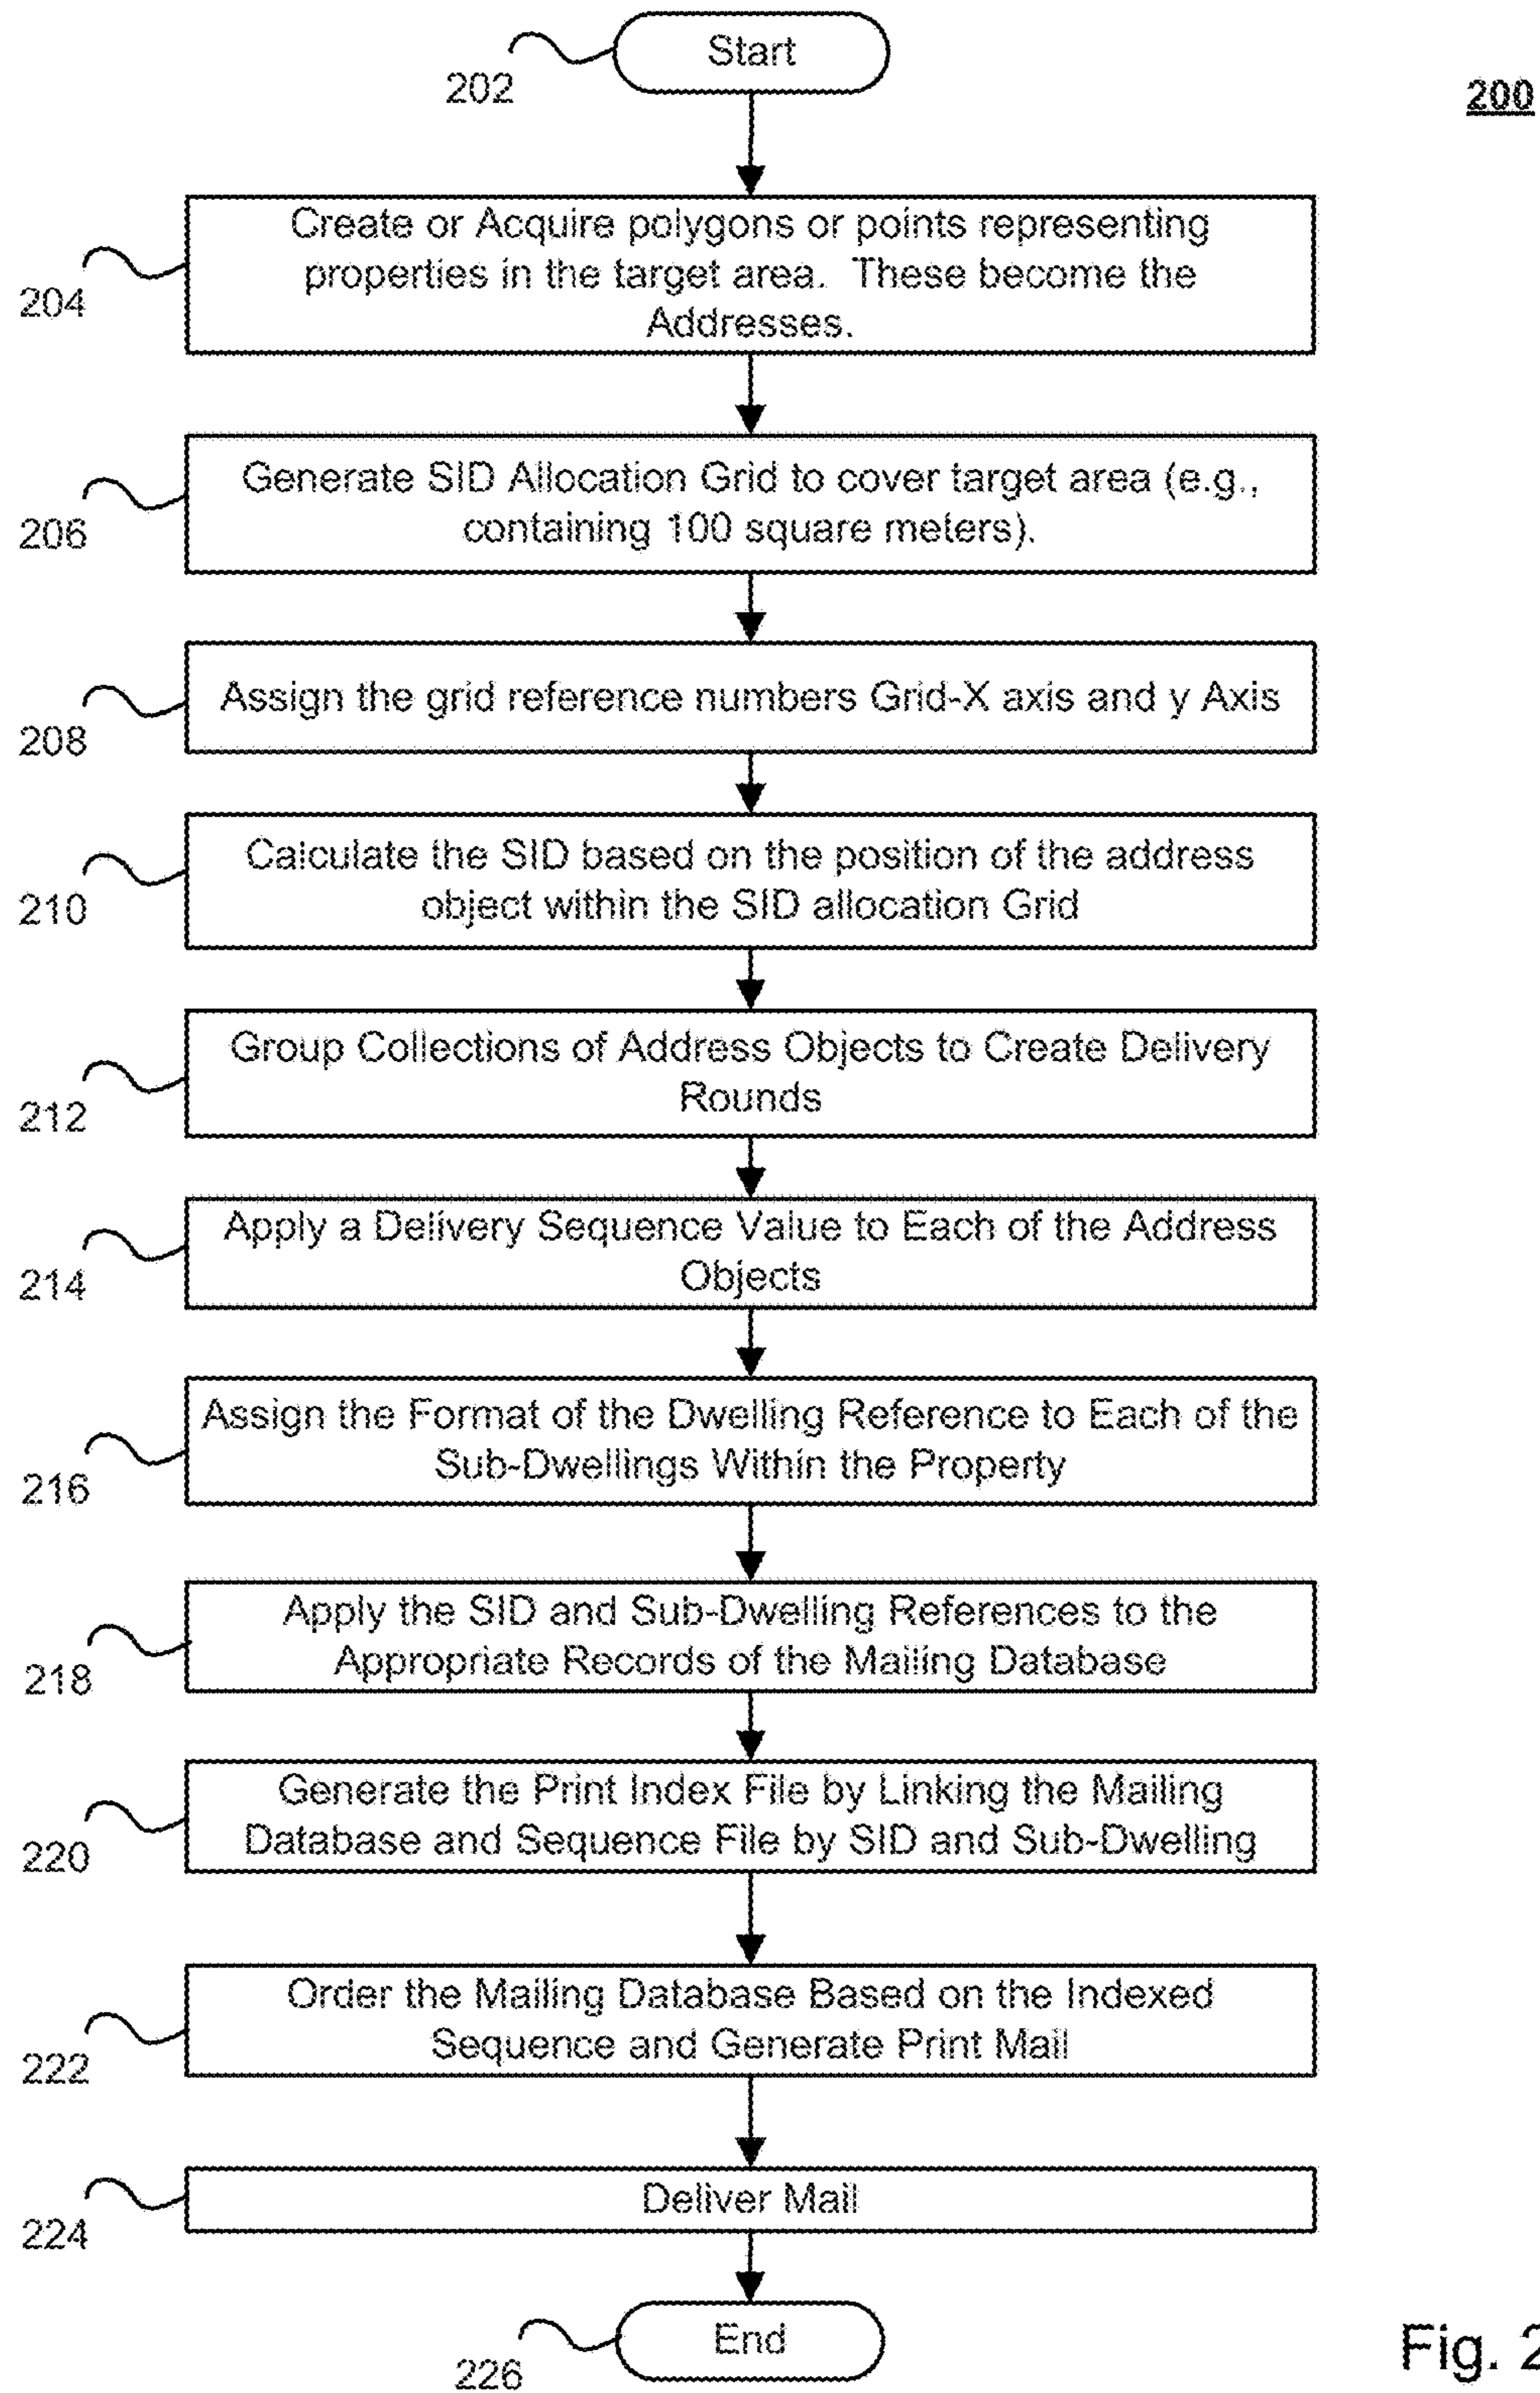 Start
202
200
Create or Acquire polygons or points representing
properties in the target area. These become the
Addresses.
204
Generate SID Allocation Grid to cover target area (e.g.,
containing 100 square meters).
206
Assign the grid reference numbers Grid-X axis and y Axis
208
Calculate the SID based on the position of the address
object within the SID allocation Grid
210
Group Collections of Address Objects to Create Delivery
Rounds
212
Apply a Delivery Sequence Value to Each of the Address
Objects
214
Assign the Format of the Dwelling Reference to Each of the
Sub-Dwellings Within the Property
216
Apply the SID and Sub-Dwelling References to the
Appropriate Records of the Mailing Database
218
Generate the Print Index File by Linking the Mailing
Database and Sequence File by SID and Sub-Dwelling
220
Order the Mailing Database Based on the Indexed
Sequence and Generate Print Mail
222
Deliver Mail
224
End
226
Fig. 2